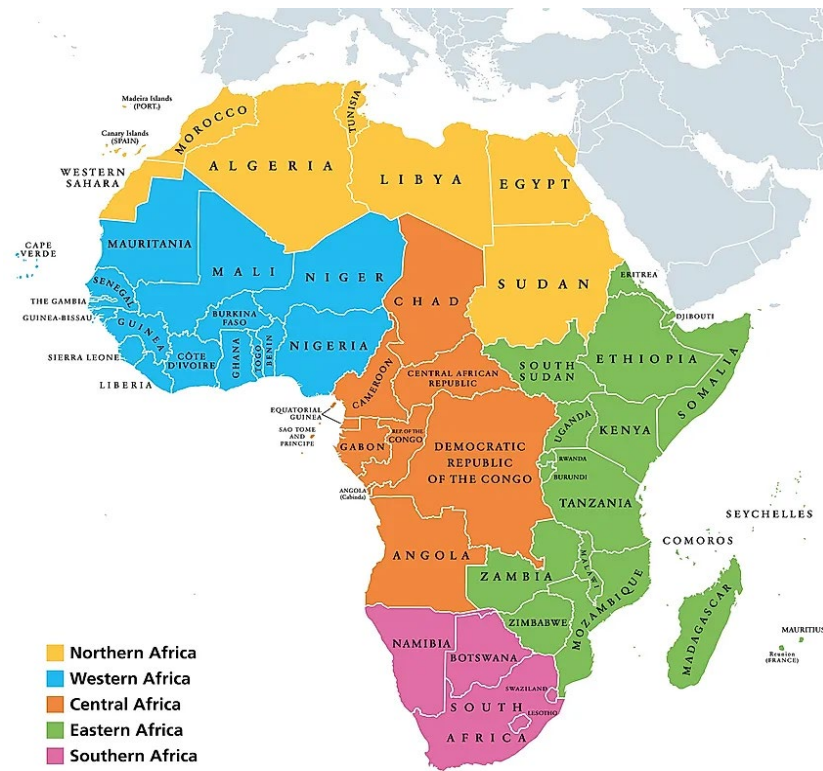 Madeira Islands
(PORT.)
Canary Islands
(SPAIN)
MOROCCO
TUNISIA
ALGERIA
LIBYA
EGYPT
WESTERN
SAHARA
CAPE
VERDE
MAURITANIA
MALI
NIGER
CHAD
SUDAN
ERITREA
DJIBOUTI
SENEGAL
THE GAMBIA
GUINEA-BISSAU
GUINEA
SIERRA LEONE
LIBERIA
CÔTE
D'IVOIRE
BURKINA
FASO
GHANA
TOGO
BENIN
NIGERIA
CAMEROON
CENTRAL AFRICAN
REPUBLIC
SOUTH
SUDAN
ETHIOPIA
SOMALIA
EQUATORIAL
GUINEA
SAO TOME
AND
PRINCIPE
GABON
REP. OF THE
CONGO
DEMOCRATIC
REPUBLIC
OF THE CONGO
UGANDA
KENYA
RWANDA
BURUNDI
TANZANIA
ANGOLA
(Cabinda)
ANGOLA
ZAMBIA
MALAWI
MOZAMBIQUE
ZIMBABWE
COMOROS
SEYCHELLES
MADAGASCAR
MAURITIUS
Réunion
(FRANCE)
NAMIBIA
BOTSWANA
SWAZILAND
LESOTHO
SOUTH
AFRICA
Northern Africa
Western Africa
Central Africa
Eastern Africa
Southern Africa